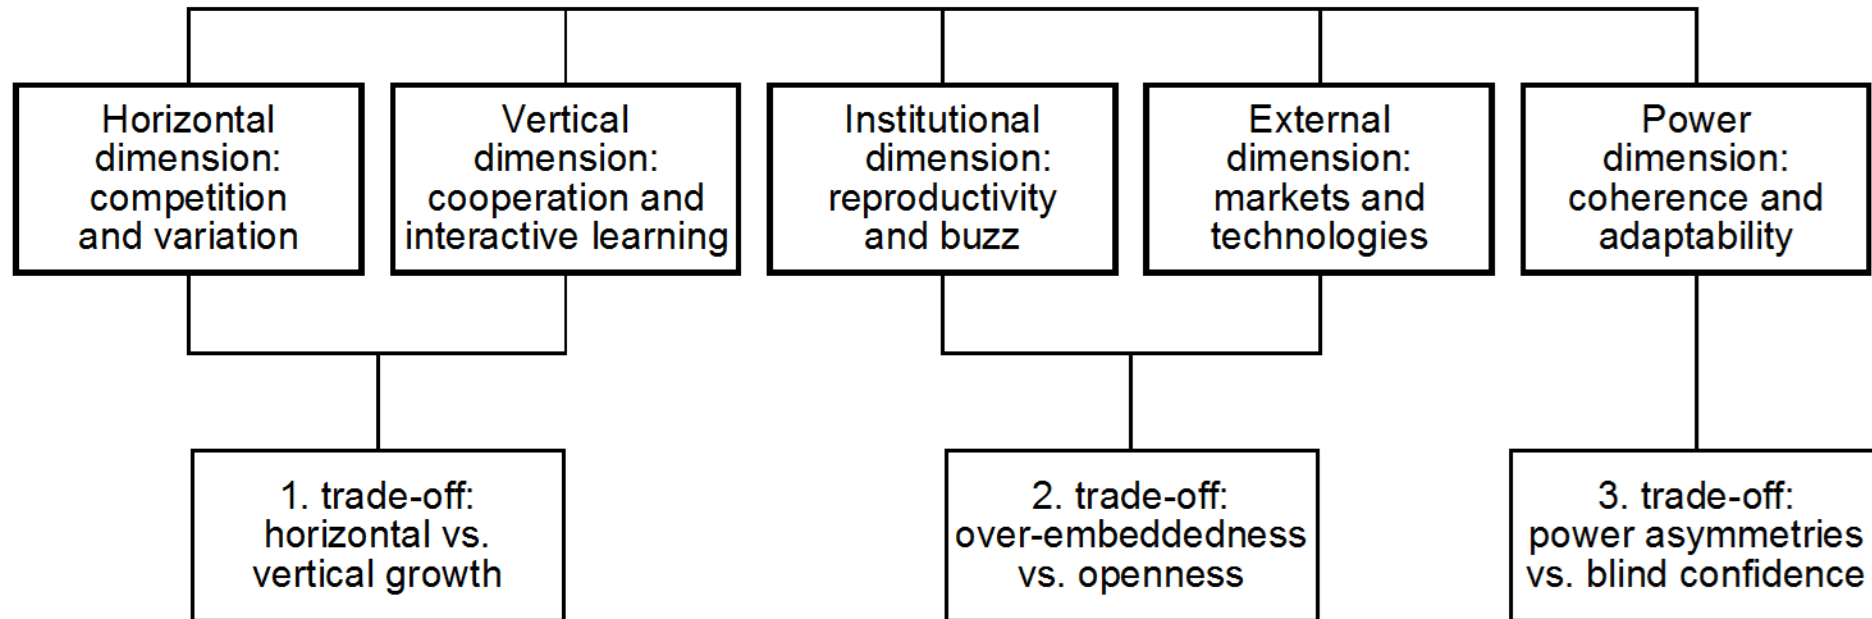 Horizontal
dimension:
competition
and variation
Vertical
dimension:
cooperation and
interactive learning
Institutional
dimension:
reproductivity
and buzz
External
dimension:
markets and
technologies
Power
dimension:
coherence and
adaptability
1. trade-off:
horizontal vs.
vertical growth
2. trade-off:
over-embeddedness
vs. openness
3. trade-off:
power asymmetries
vs. blind confidence